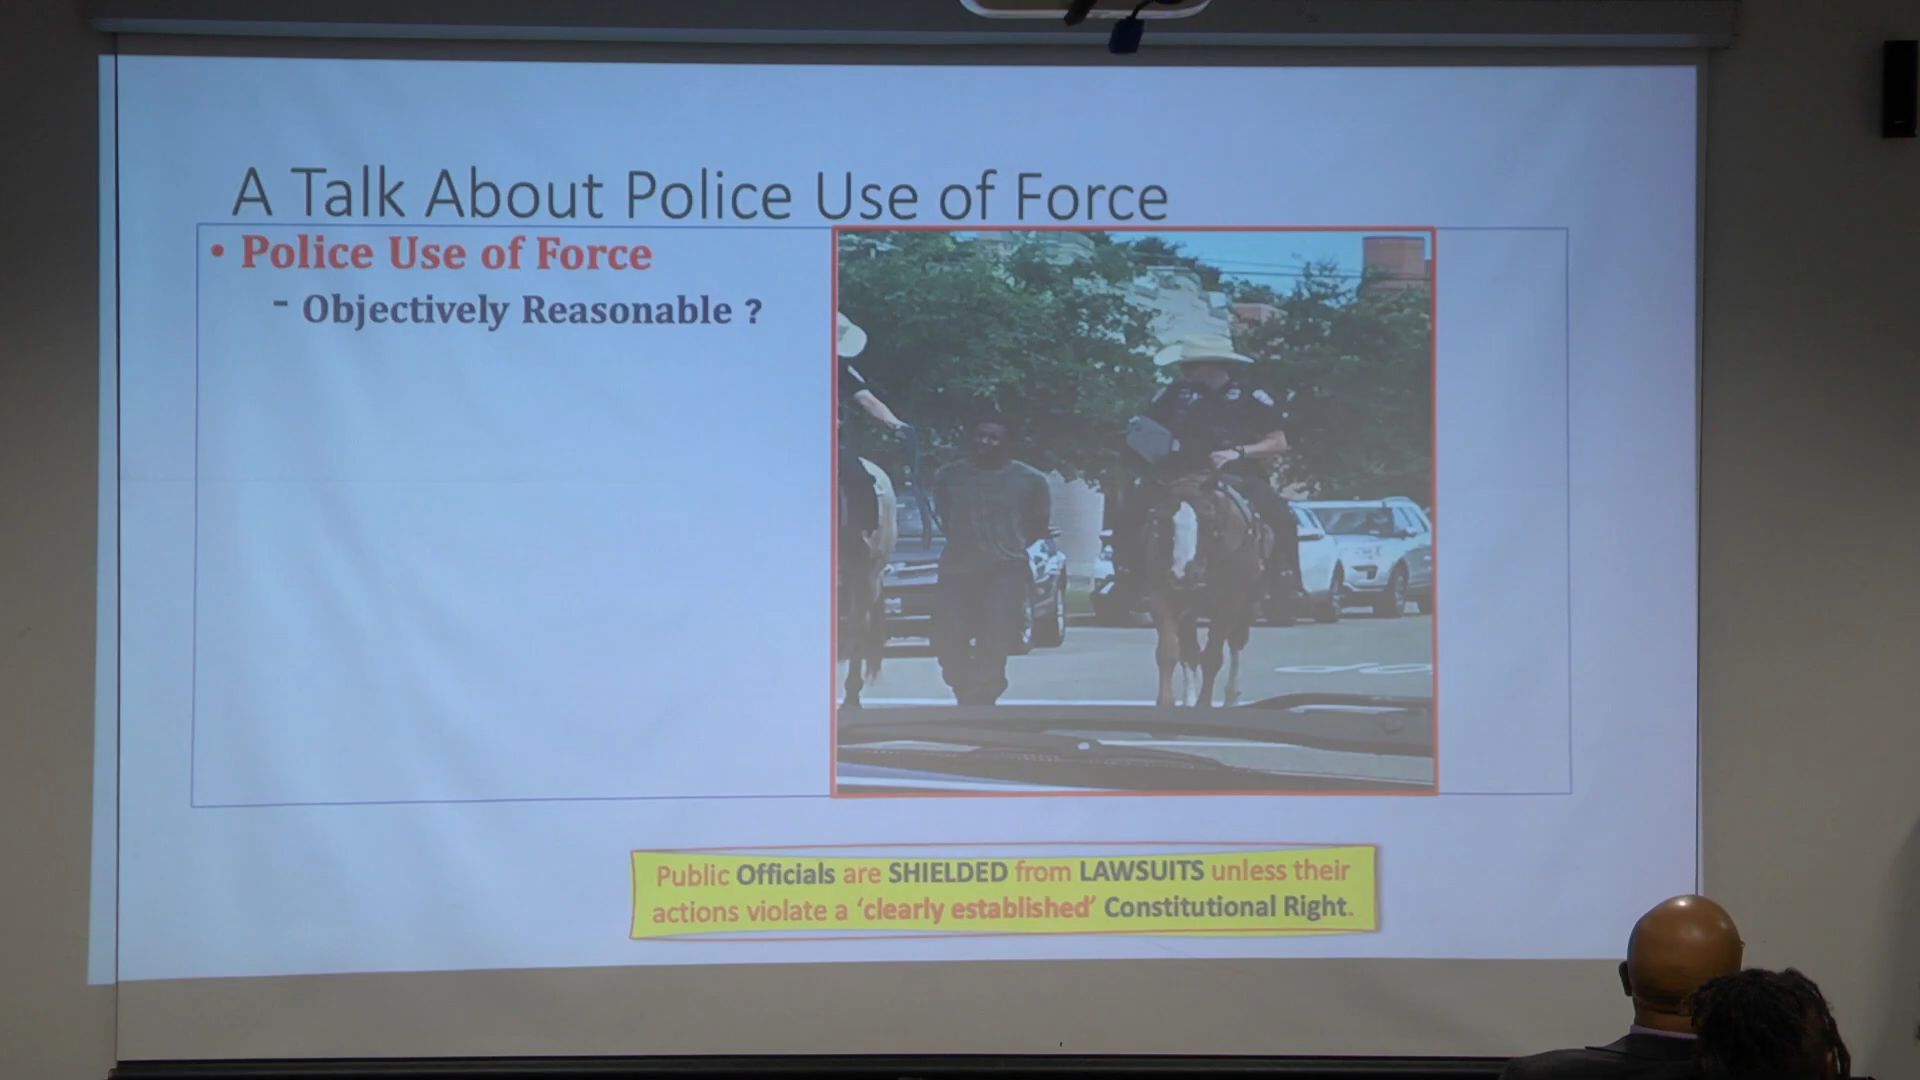 A Talk About Police Use of Force
• Police Use of Force
- Objectively Reasonable ?
Public Officials are SHIELDED from LAWSUITS unless their
actions violate a ‘clearly established’ Constitutional Right.